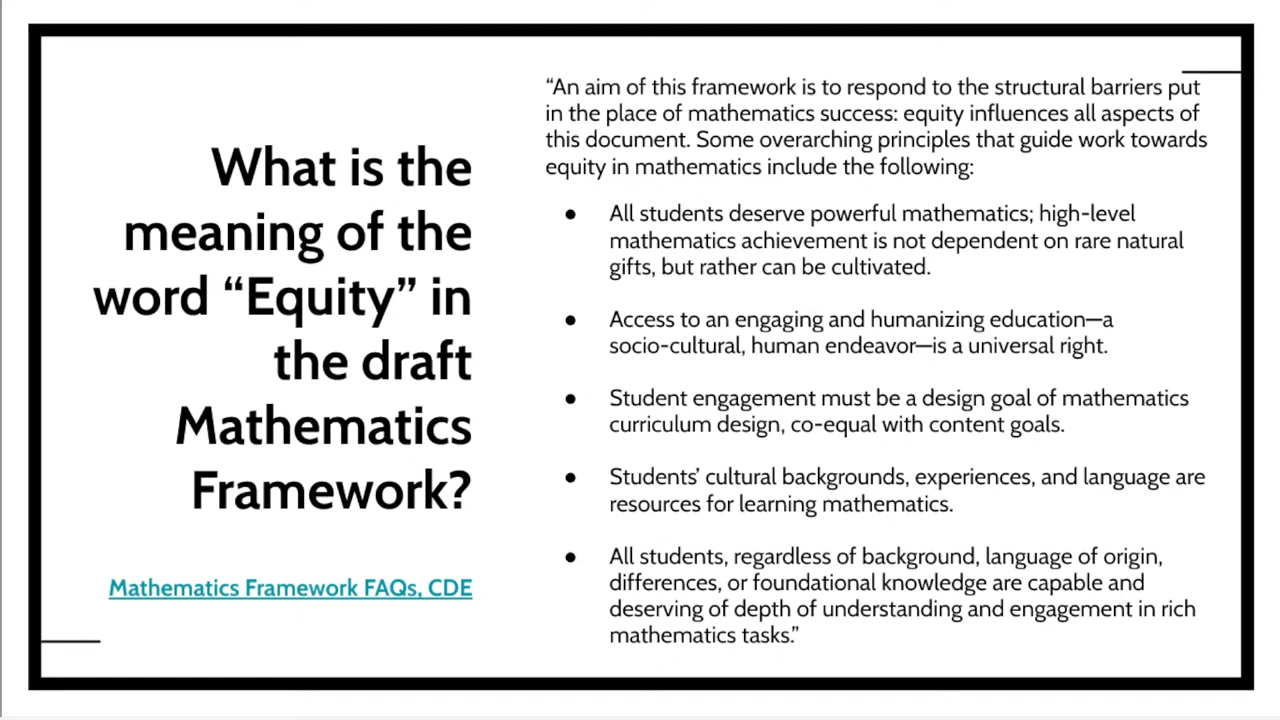 What is the
meaning of the
word “Equity” in
the draft
Mathematics
Framework?
Mathematics Framework FAQs, CDE
“An aim of this framework is to respond to the structural barriers put
in the place of mathematics success: equity influences all aspects of
this document. Some overarching principles that guide work towards
equity in mathematics include the following:
● All students deserve powerful mathematics; high-level
mathematics achievement is not dependent on rare natural
gifts, but rather can be cultivated.
● Access to an engaging and humanizing education—a
socio-cultural, human endeavor—is a universal right.
● Student engagement must be a design goal of mathematics
curriculum design, co-equal with content goals.
● Students’ cultural backgrounds, experiences, and language are
resources for learning mathematics.
● All students, regardless of background, language of origin,
differences, or foundational knowledge are capable and
deserving of depth of understanding and engagement in rich
mathematics tasks.”